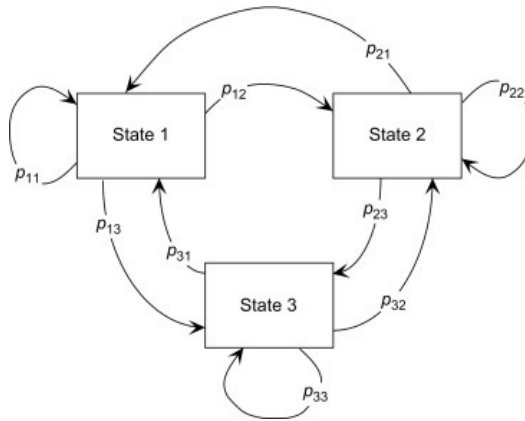 p21
p12
p22
State 1
State 2
p11
p13
p31
p23
State 3
p32
p33